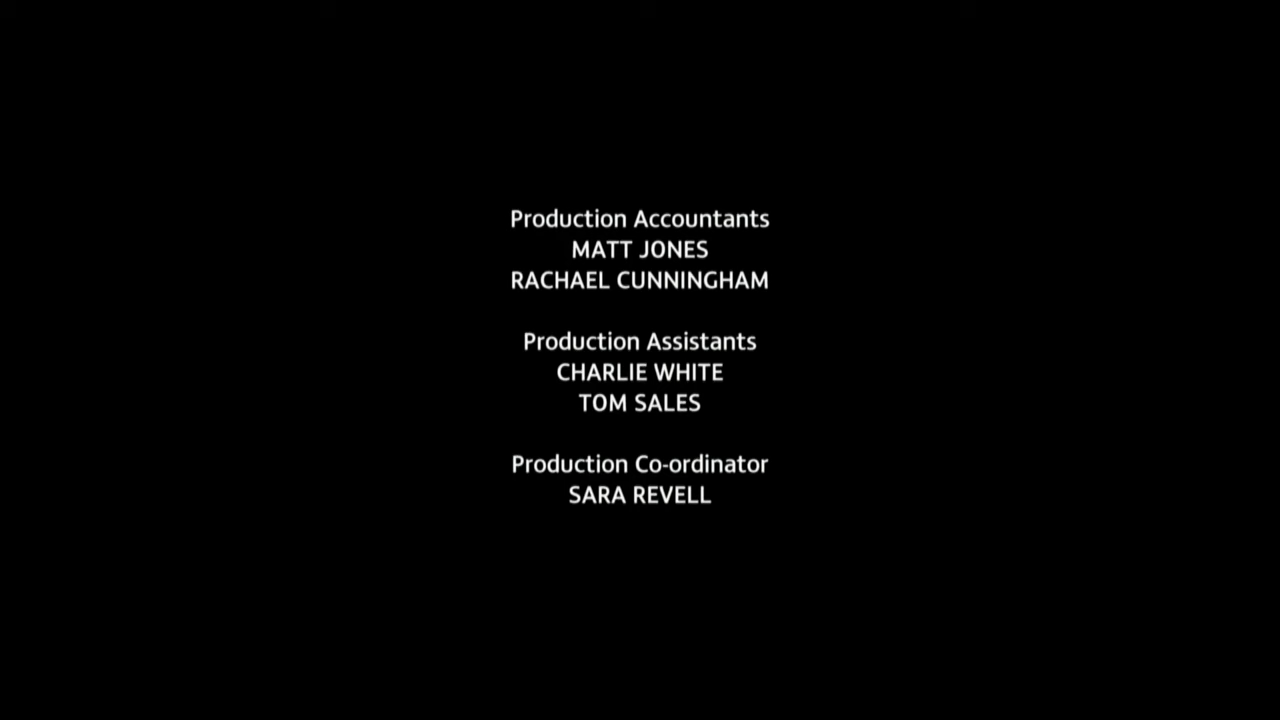 Production Accountants
MATT JONES
RACHAEL CUNNINGHAM
Production Assistants
CHARLIE WHITE
TOM SALES
Production Co-ordinator
SARA REVELL